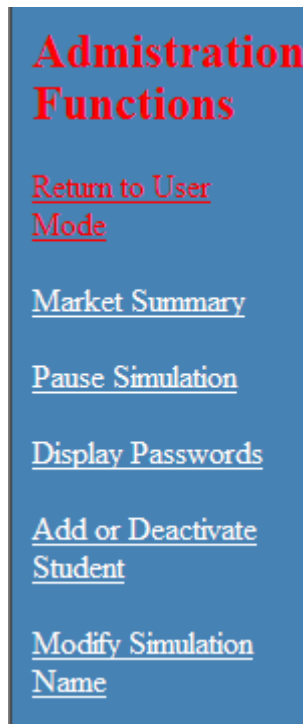 Admistration
Functions
Return to User
Mode
Market Summary
Pause Simulation
Display Passwords
Add or Deactivate
Student
Modify Simulation
Name